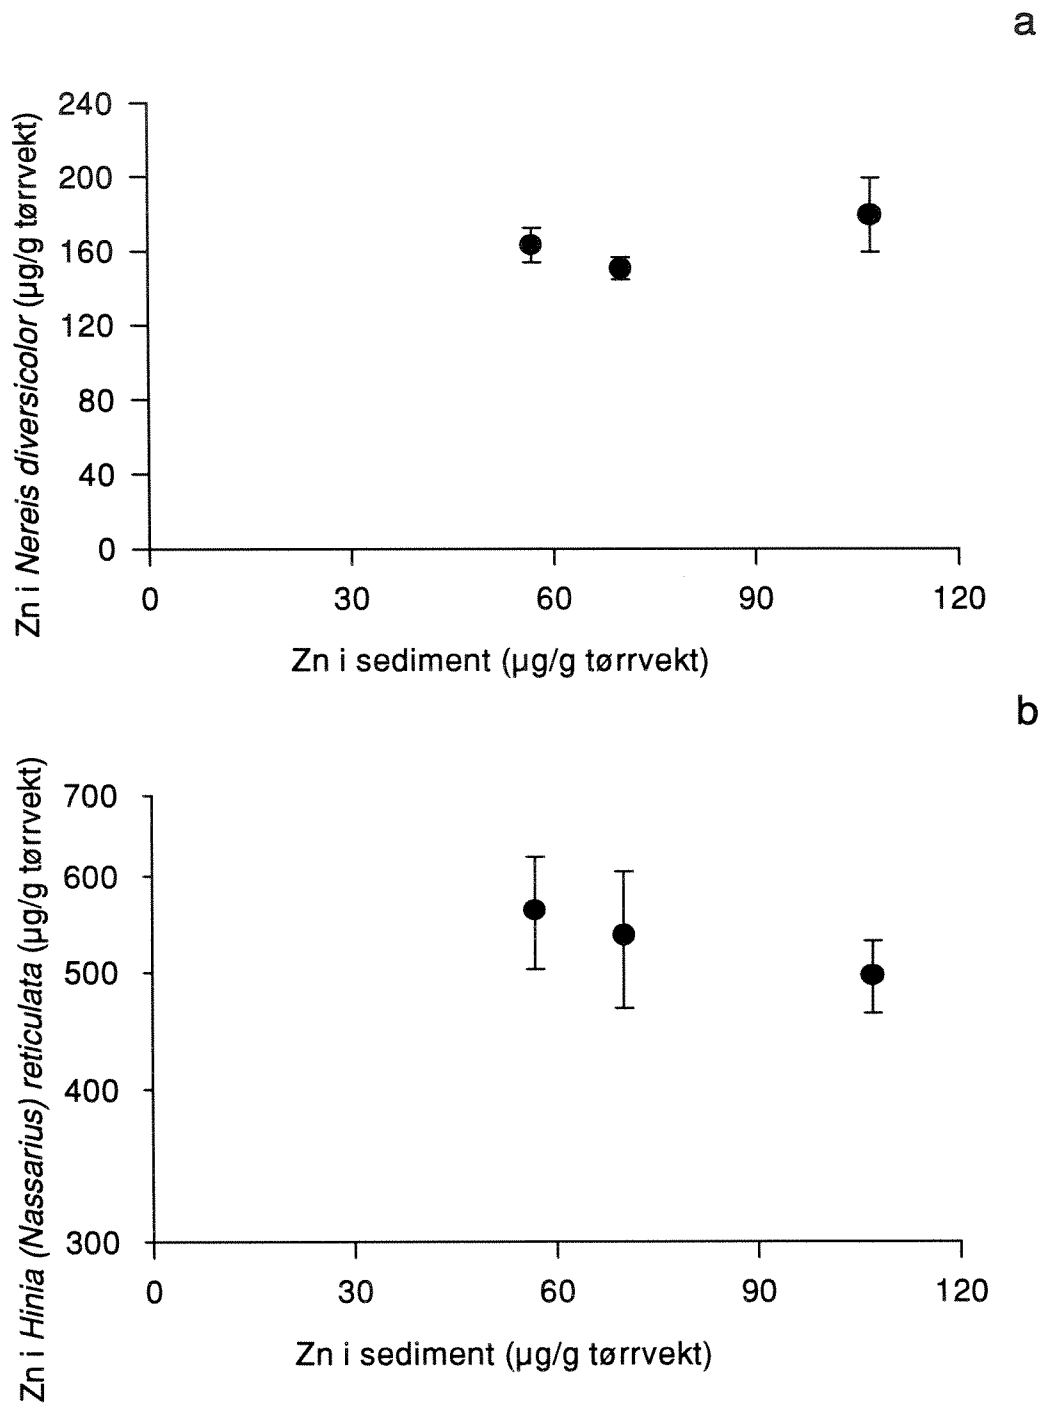 a
Zn i Nereis diversicolor (µg/g tørrvekt)
240
200
160
120
80
40
0
0 30 60 90 120
Zn i sediment (µg/g tørrvekt)
b
Zn i Hinia (Nassarius) reticulata (µg/g tørrvekt)
700
600
500
400
300
0 30 60 90 120
Zn i sediment (µg/g tørrvekt)